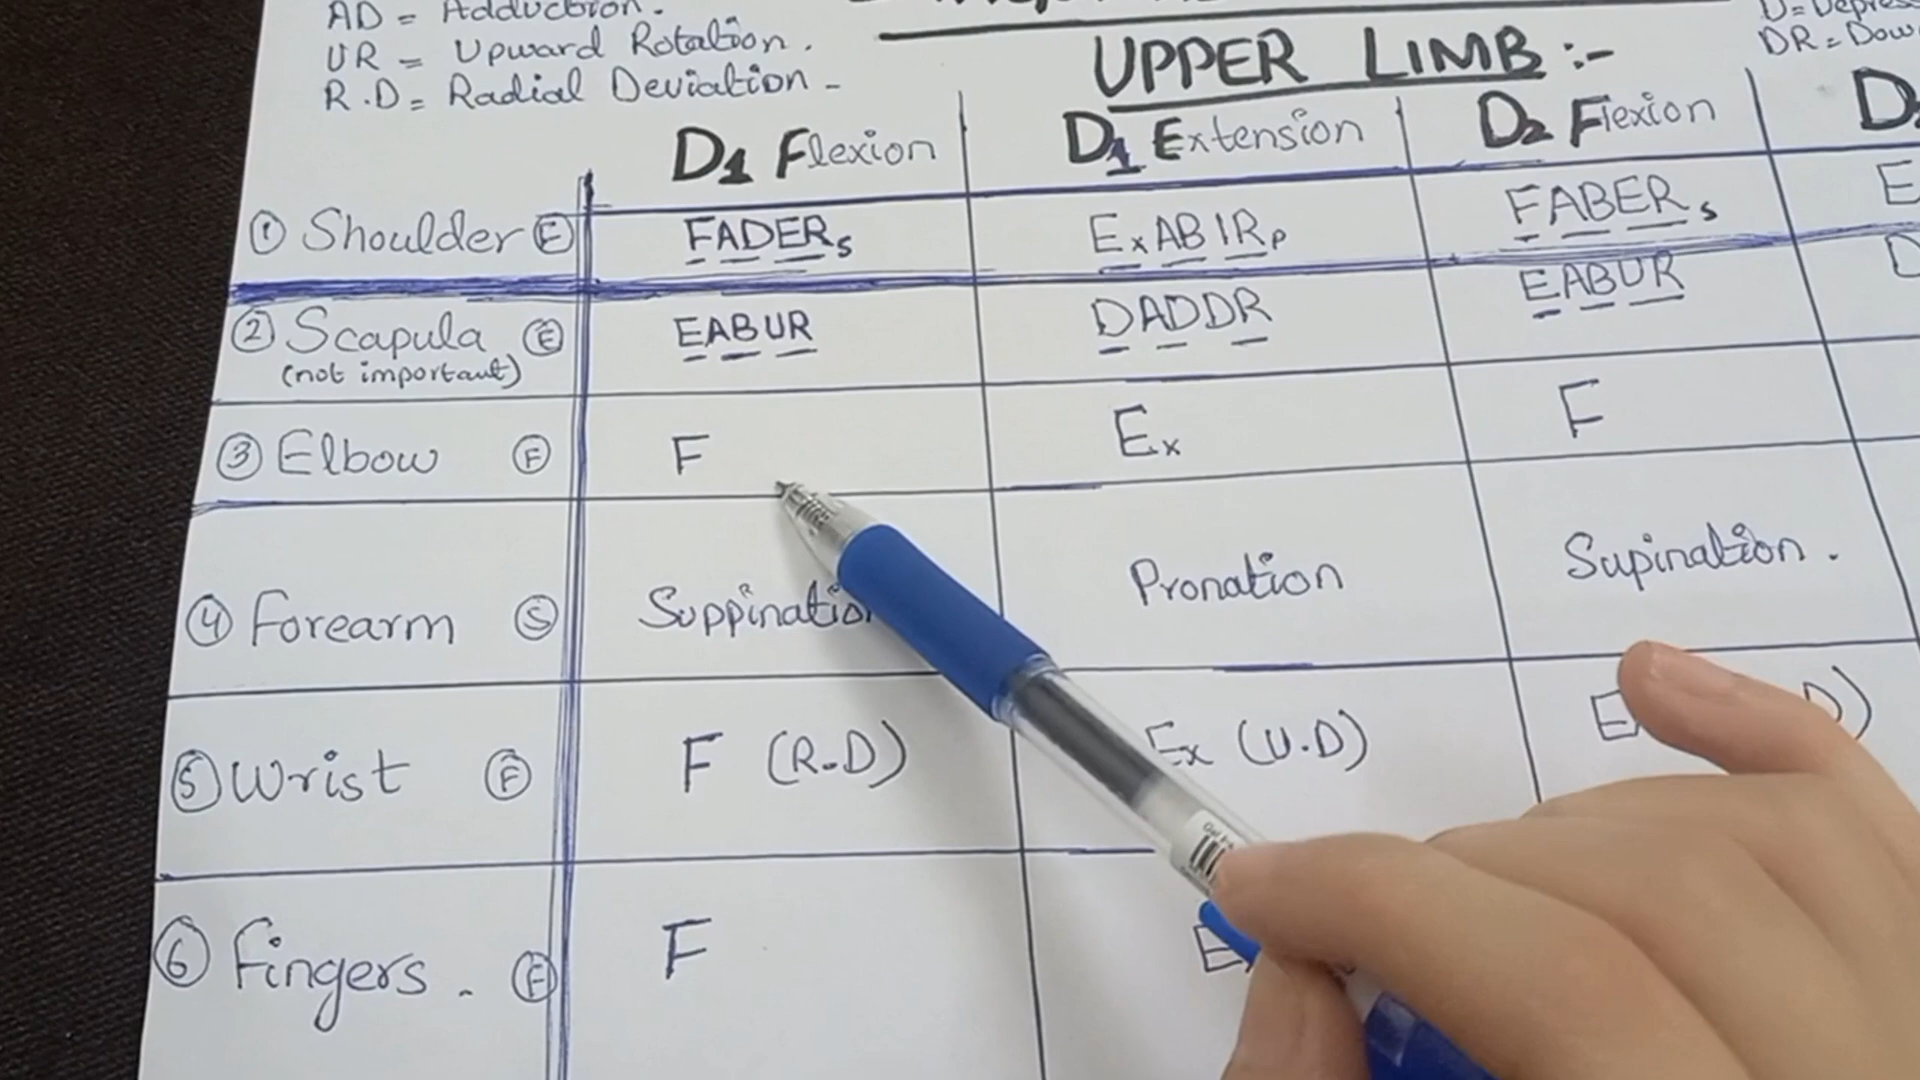 AD = Adduction.
UR = Upward Rotation.
R.D = Radial Deviation -
DR = Dow
UPPER LIMB :-
D1 Flexion D1 Extension D2 Flexion D
① Shoulder Ⓔ FADERs ExABIRp FABERs E
② Scapula Ⓔ EABUR DADDR EABUR D
(not important)
③ Elbow Ⓕ F Ex F
④ Forearm Ⓢ Suppination Pronation Supination.
⑤ Wrist Ⓕ F (R.D) Ex (U.D) E D)
⑥ Fingers. Ⓕ F E